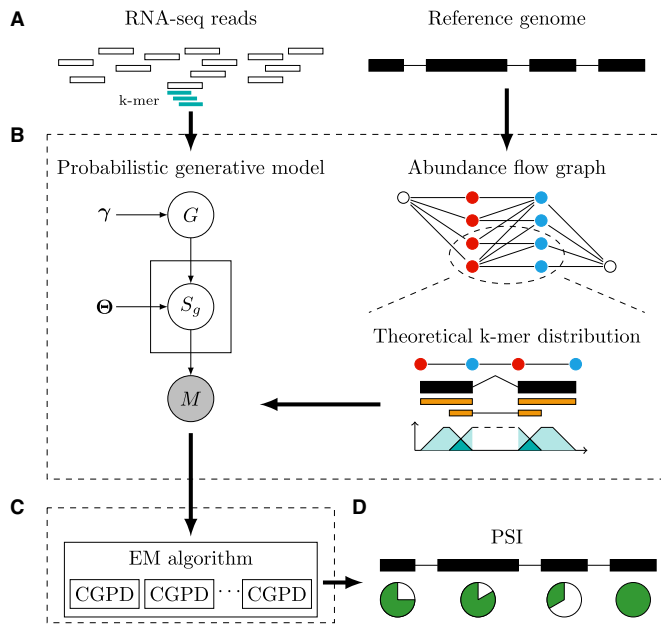 A
RNA-seq reads
Reference genome
k-mer
B
Probabilistic generative model
Abundance flow graph
γ
G
Θ
S_g
Theoretical k-mer distribution
M
C
D
EM algorithm
PSI
CGPD CGPD ··· CGPD